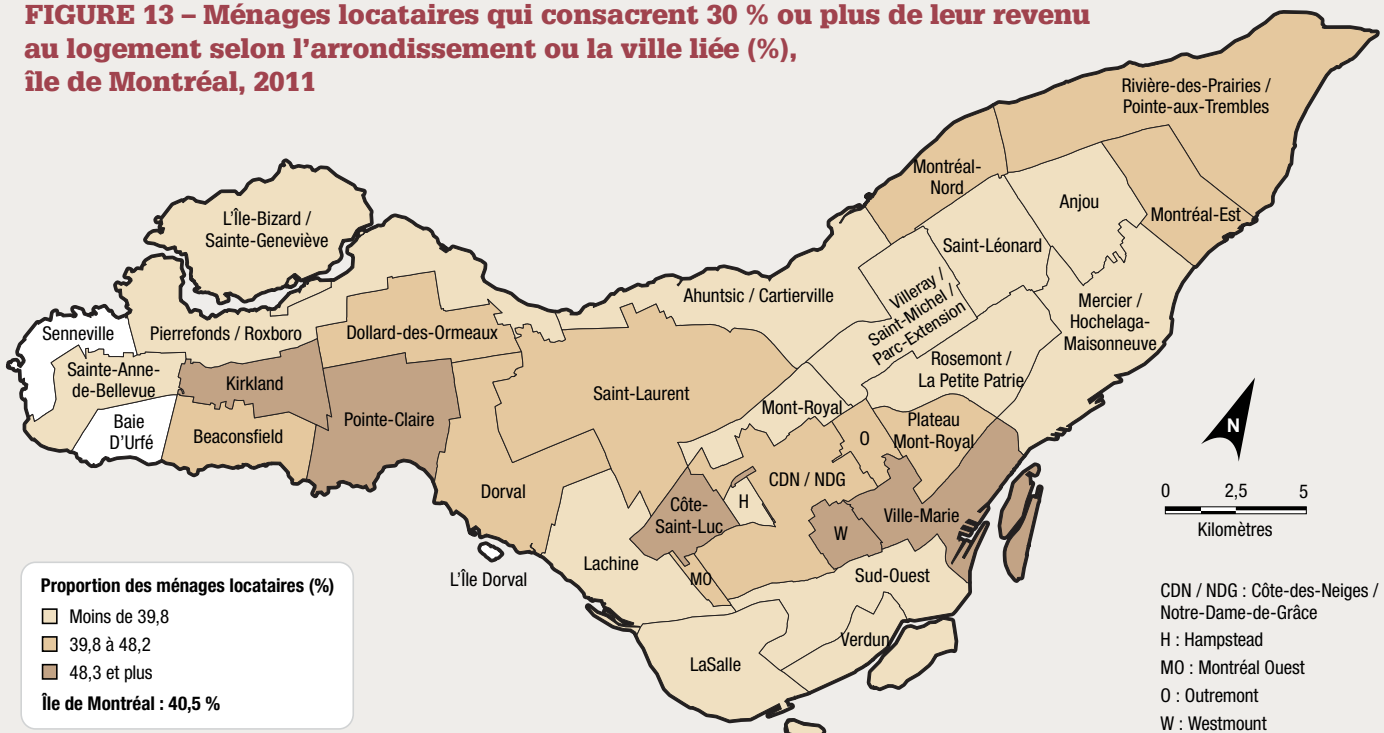 FIGURE 13 – Ménages locataires qui consacrent 30 % ou plus de leur revenu
au logement selon l'arrondissement ou la ville liée (%),
île de Montréal, 2011
Rivière-des-Prairies /
Pointe-aux-Trembles
Montréal-
Nord
Anjou
Montréal-Est
L'Île-Bizard /
Sainte-Geneviève
Saint-Léonard
Ahuntsic / Cartierville
Villeray /
Saint-Michel /
Parc-Extension
Mercier /
Hochelaga-
Maisonneuve
Senneville
Pierrefonds / Roxboro
Dollard-des-Ormeaux
Rosemont /
La Petite Patrie
Sainte-Anne-
de-Bellevue
Kirkland
Saint-Laurent
Mont-Royal
Baie
D'Urfé
Beaconsfield
Pointe-Claire
O
Plateau
Mont-Royal
N
Dorval
CDN / NDG
Côte-
Saint-Luc
H
W
Ville-Marie
0 2,5 5
Kilomètres
L'Île Dorval
Lachine
MO
Sud-Ouest
Verdun
LaSalle
Proportion des ménages locataires (%)
Moins de 39,8
39,8 à 48,2
48,3 et plus
Île de Montréal : 40,5 %
CDN / NDG : Côte-des-Neiges /
Notre-Dame-de-Grâce
H : Hampstead
MO : Montréal Ouest
O : Outremont
W : Westmount